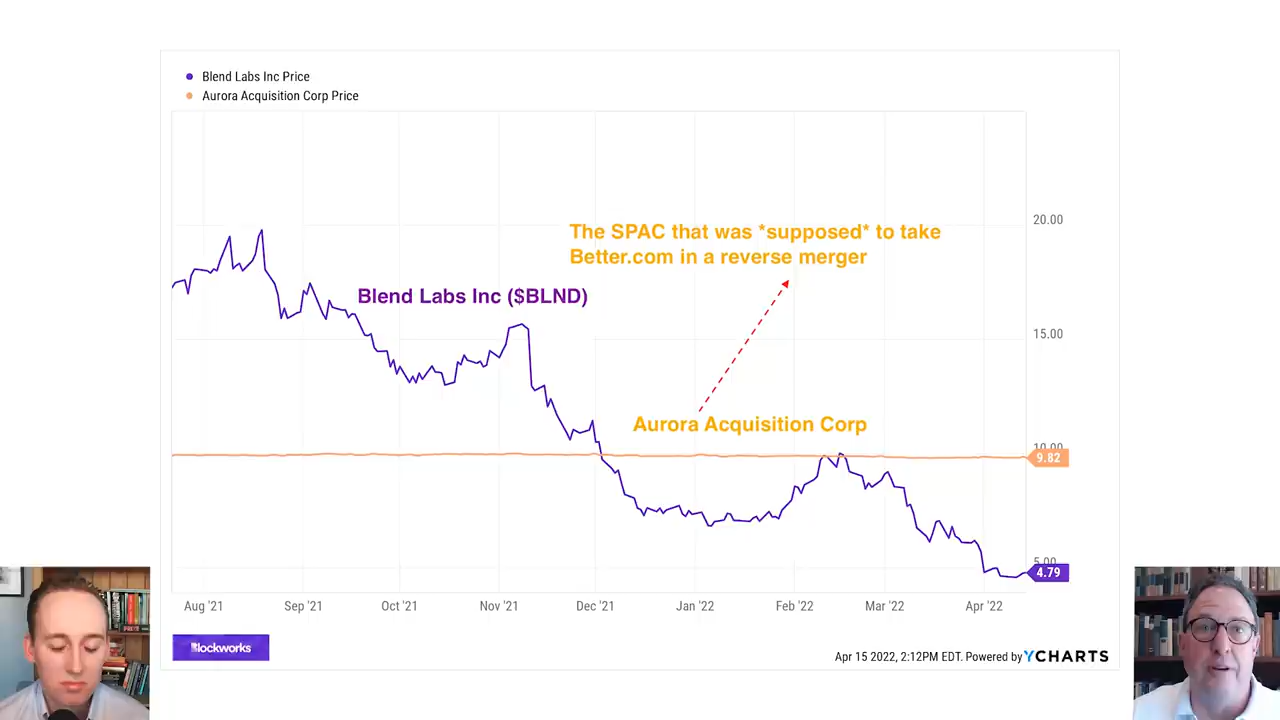 Blend Labs Inc Price
Aurora Acquisition Corp Price
20.00
The SPAC that was *supposed* to take
Better.com in a reverse merger
Blend Labs Inc ($BLND)
15.00
Aurora Acquisition Corp
10.00
9.82
5.00
4.79
Aug '21
Sep '21
Oct '21
Nov '21
Dec '21
Jan '22
Feb '22
Mar '22
Apr '22
Blockworks
Apr 15 2022, 2:12PM EDT. Powered by YCHARTS